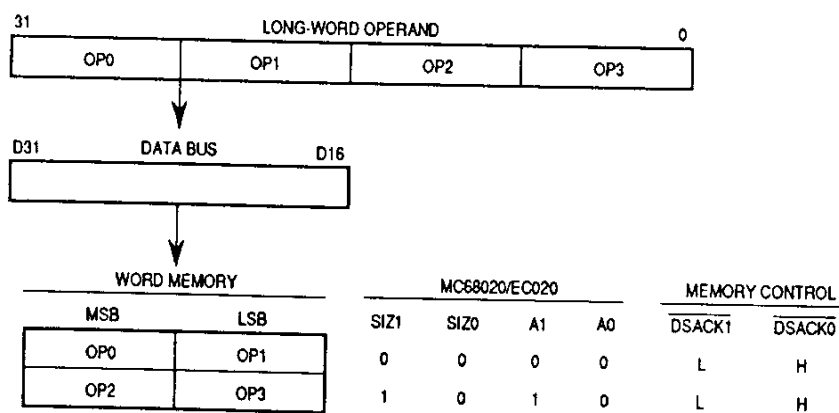 31 LONG-WORD OPERAND 0
OP0 OP1 OP2 OP3
D31 DATA BUS D16
WORD MEMORY MC68020/EC020 MEMORY CONTROL
MSB LSB SIZ1 SIZ0 A1 A0 DSACK1 DSACK0
OP0 OP1 0 0 0 0 L H
OP2 OP3 1 0 1 0 L H